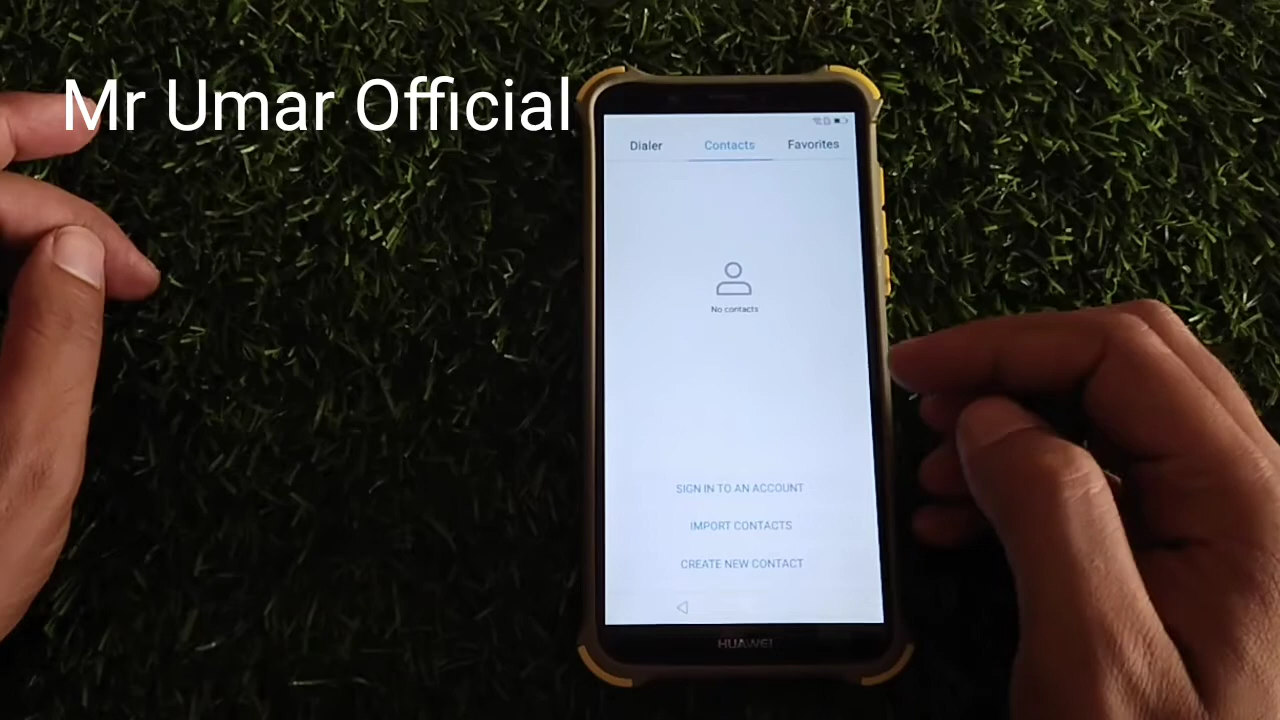 Mr Umar Official
Dialer Contacts Favorites
No contacts
SIGN IN TO AN ACCOUNT
IMPORT CONTACTS
CREATE NEW CONTACT
HUAWEI